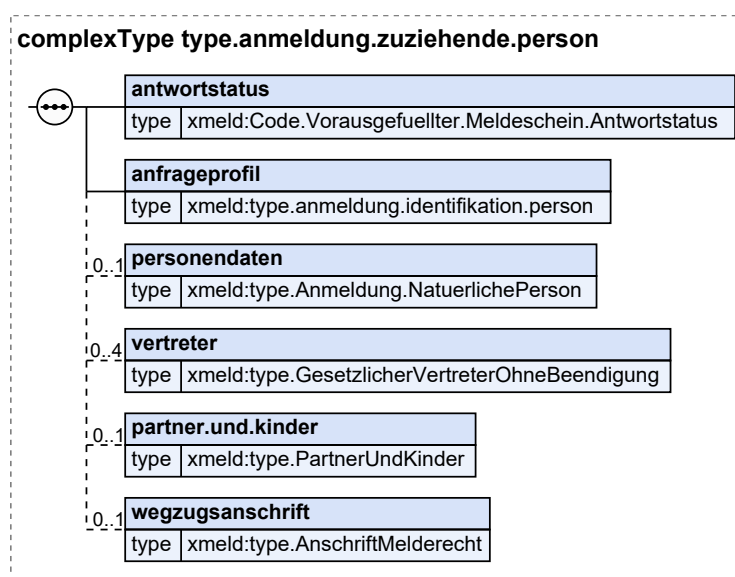 complexType type.anmeldung.zuziehende.person
antwortstatus
type xmeld:Code.Vorausgefuellter.Meldeschein.Antwortstatus
anfrageprofil
type xmeld:type.anmeldung.identifikation.person
0..1 personendaten
type xmeld:type.Anmeldung.NatuerlichePerson
0..4 vertreter
type xmeld:type.GesetzlicherVertreterOhneBeendigung
0..1 partner.und.kinder
type xmeld:type.PartnerUndKinder
0..1 wegzugsanschrift
type xmeld:type.AnschriftMelderecht